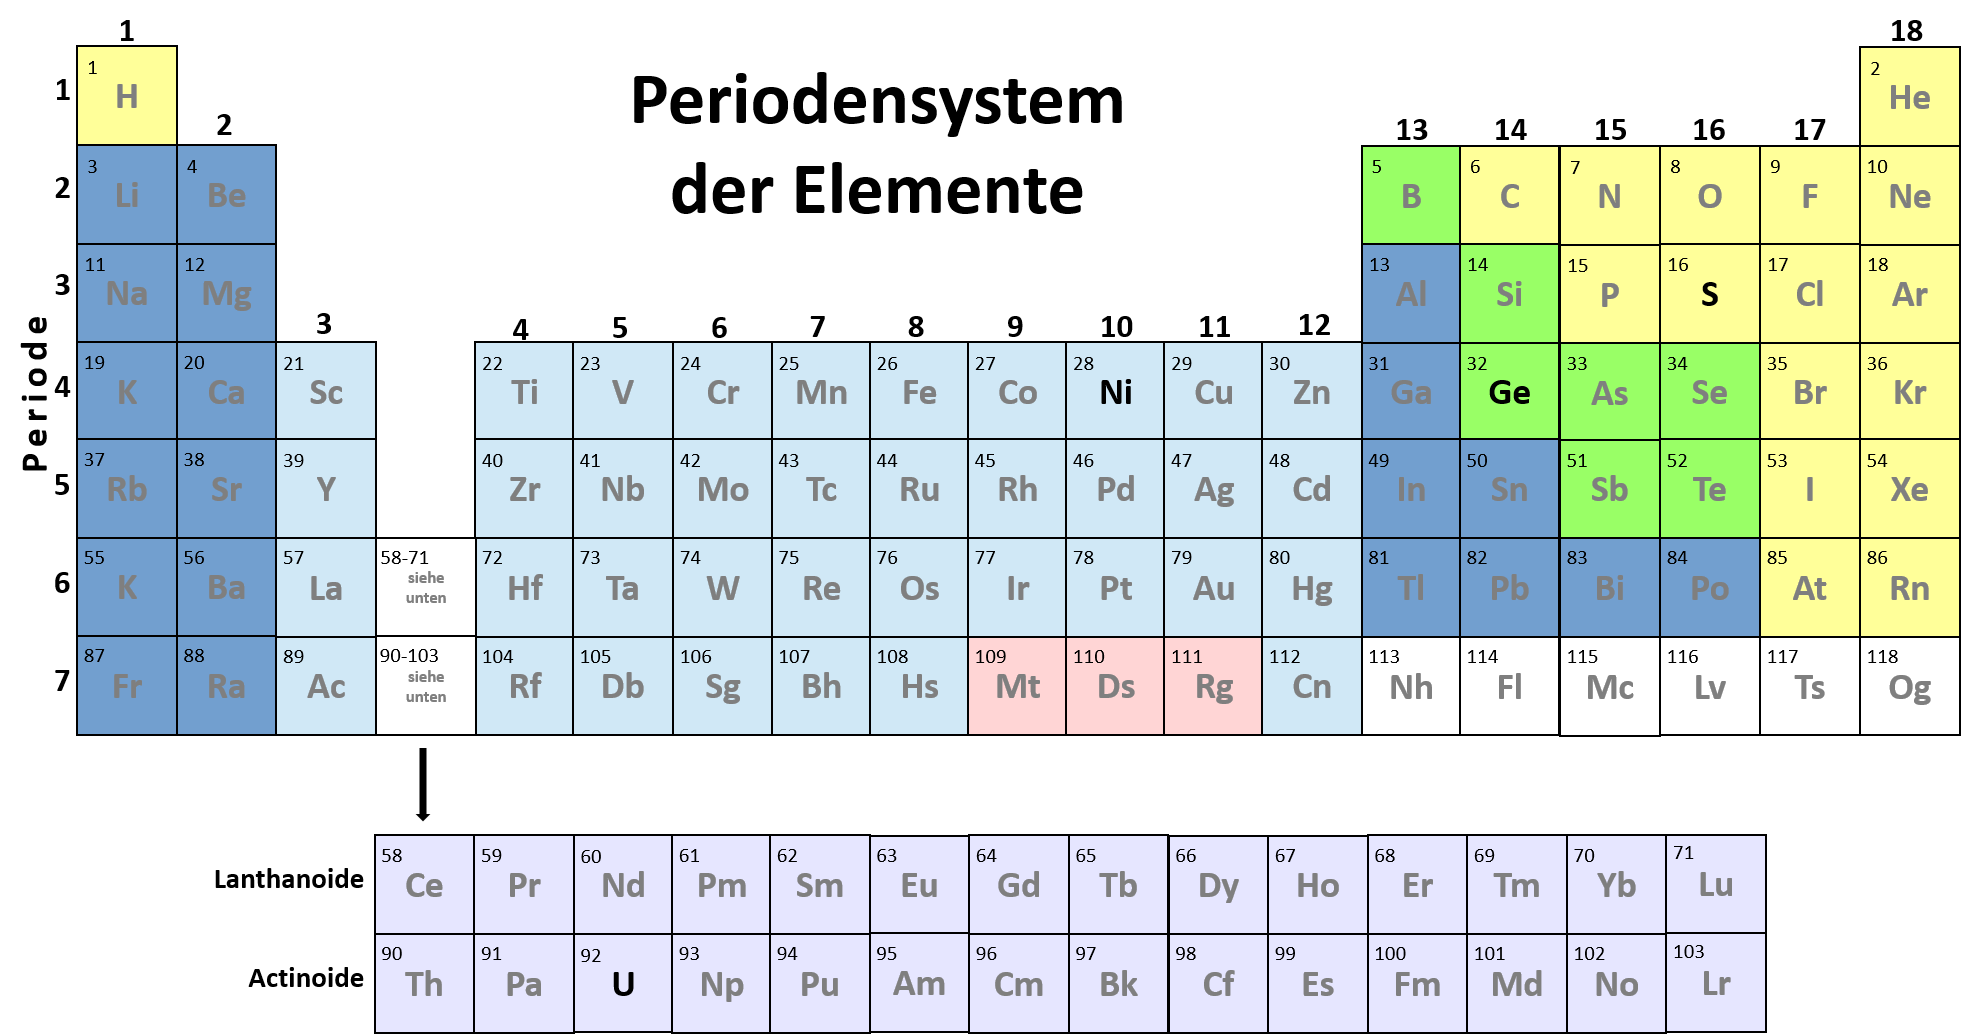 1 18
Periodensystem
der Elemente
1 1 H 2 He
2 13 14 15 16 17
2 3 Li 4 Be 5 B 6 C 7 N 8 O 9 F 10 Ne
3 11 Na 12 Mg 13 Al 14 Si 15 P 16 S 17 Cl 18 Ar
3 4 5 6 7 8 9 10 11 12
Periode
4 19 K 20 Ca 21 Sc 22 Ti 23 V 24 Cr 25 Mn 26 Fe 27 Co 28 Ni 29 Cu 30 Zn 31 Ga 32 Ge 33 As 34 Se 35 Br 36 Kr
5 37 Rb 38 Sr 39 Y 40 Zr 41 Nb 42 Mo 43 Tc 44 Ru 45 Rh 46 Pd 47 Ag 48 Cd 49 In 50 Sn 51 Sb 52 Te 53 I 54 Xe
6 55 K 56 Ba 57 La 58-71 siehe unten 72 Hf 73 Ta 74 W 75 Re 76 Os 77 Ir 78 Pt 79 Au 80 Hg 81 Tl 82 Pb 83 Bi 84 Po 85 At 86 Rn
7 87 Fr 88 Ra 89 Ac 90-103 siehe unten 104 Rf 105 Db 106 Sg 107 Bh 108 Hs 109 Mt 110 Ds 111 Rg 112 Cn 113 Nh 114 Fl 115 Mc 116 Lv 117 Ts 118 Og
Lanthanoide 58 Ce 59 Pr 60 Nd 61 Pm 62 Sm 63 Eu 64 Gd 65 Tb 66 Dy 67 Ho 68 Er 69 Tm 70 Yb 71 Lu
Actinoide 90 Th 91 Pa 92 U 93 Np 94 Pu 95 Am 96 Cm 97 Bk 98 Cf 99 Es 100 Fm 101 Md 102 No 103 Lr